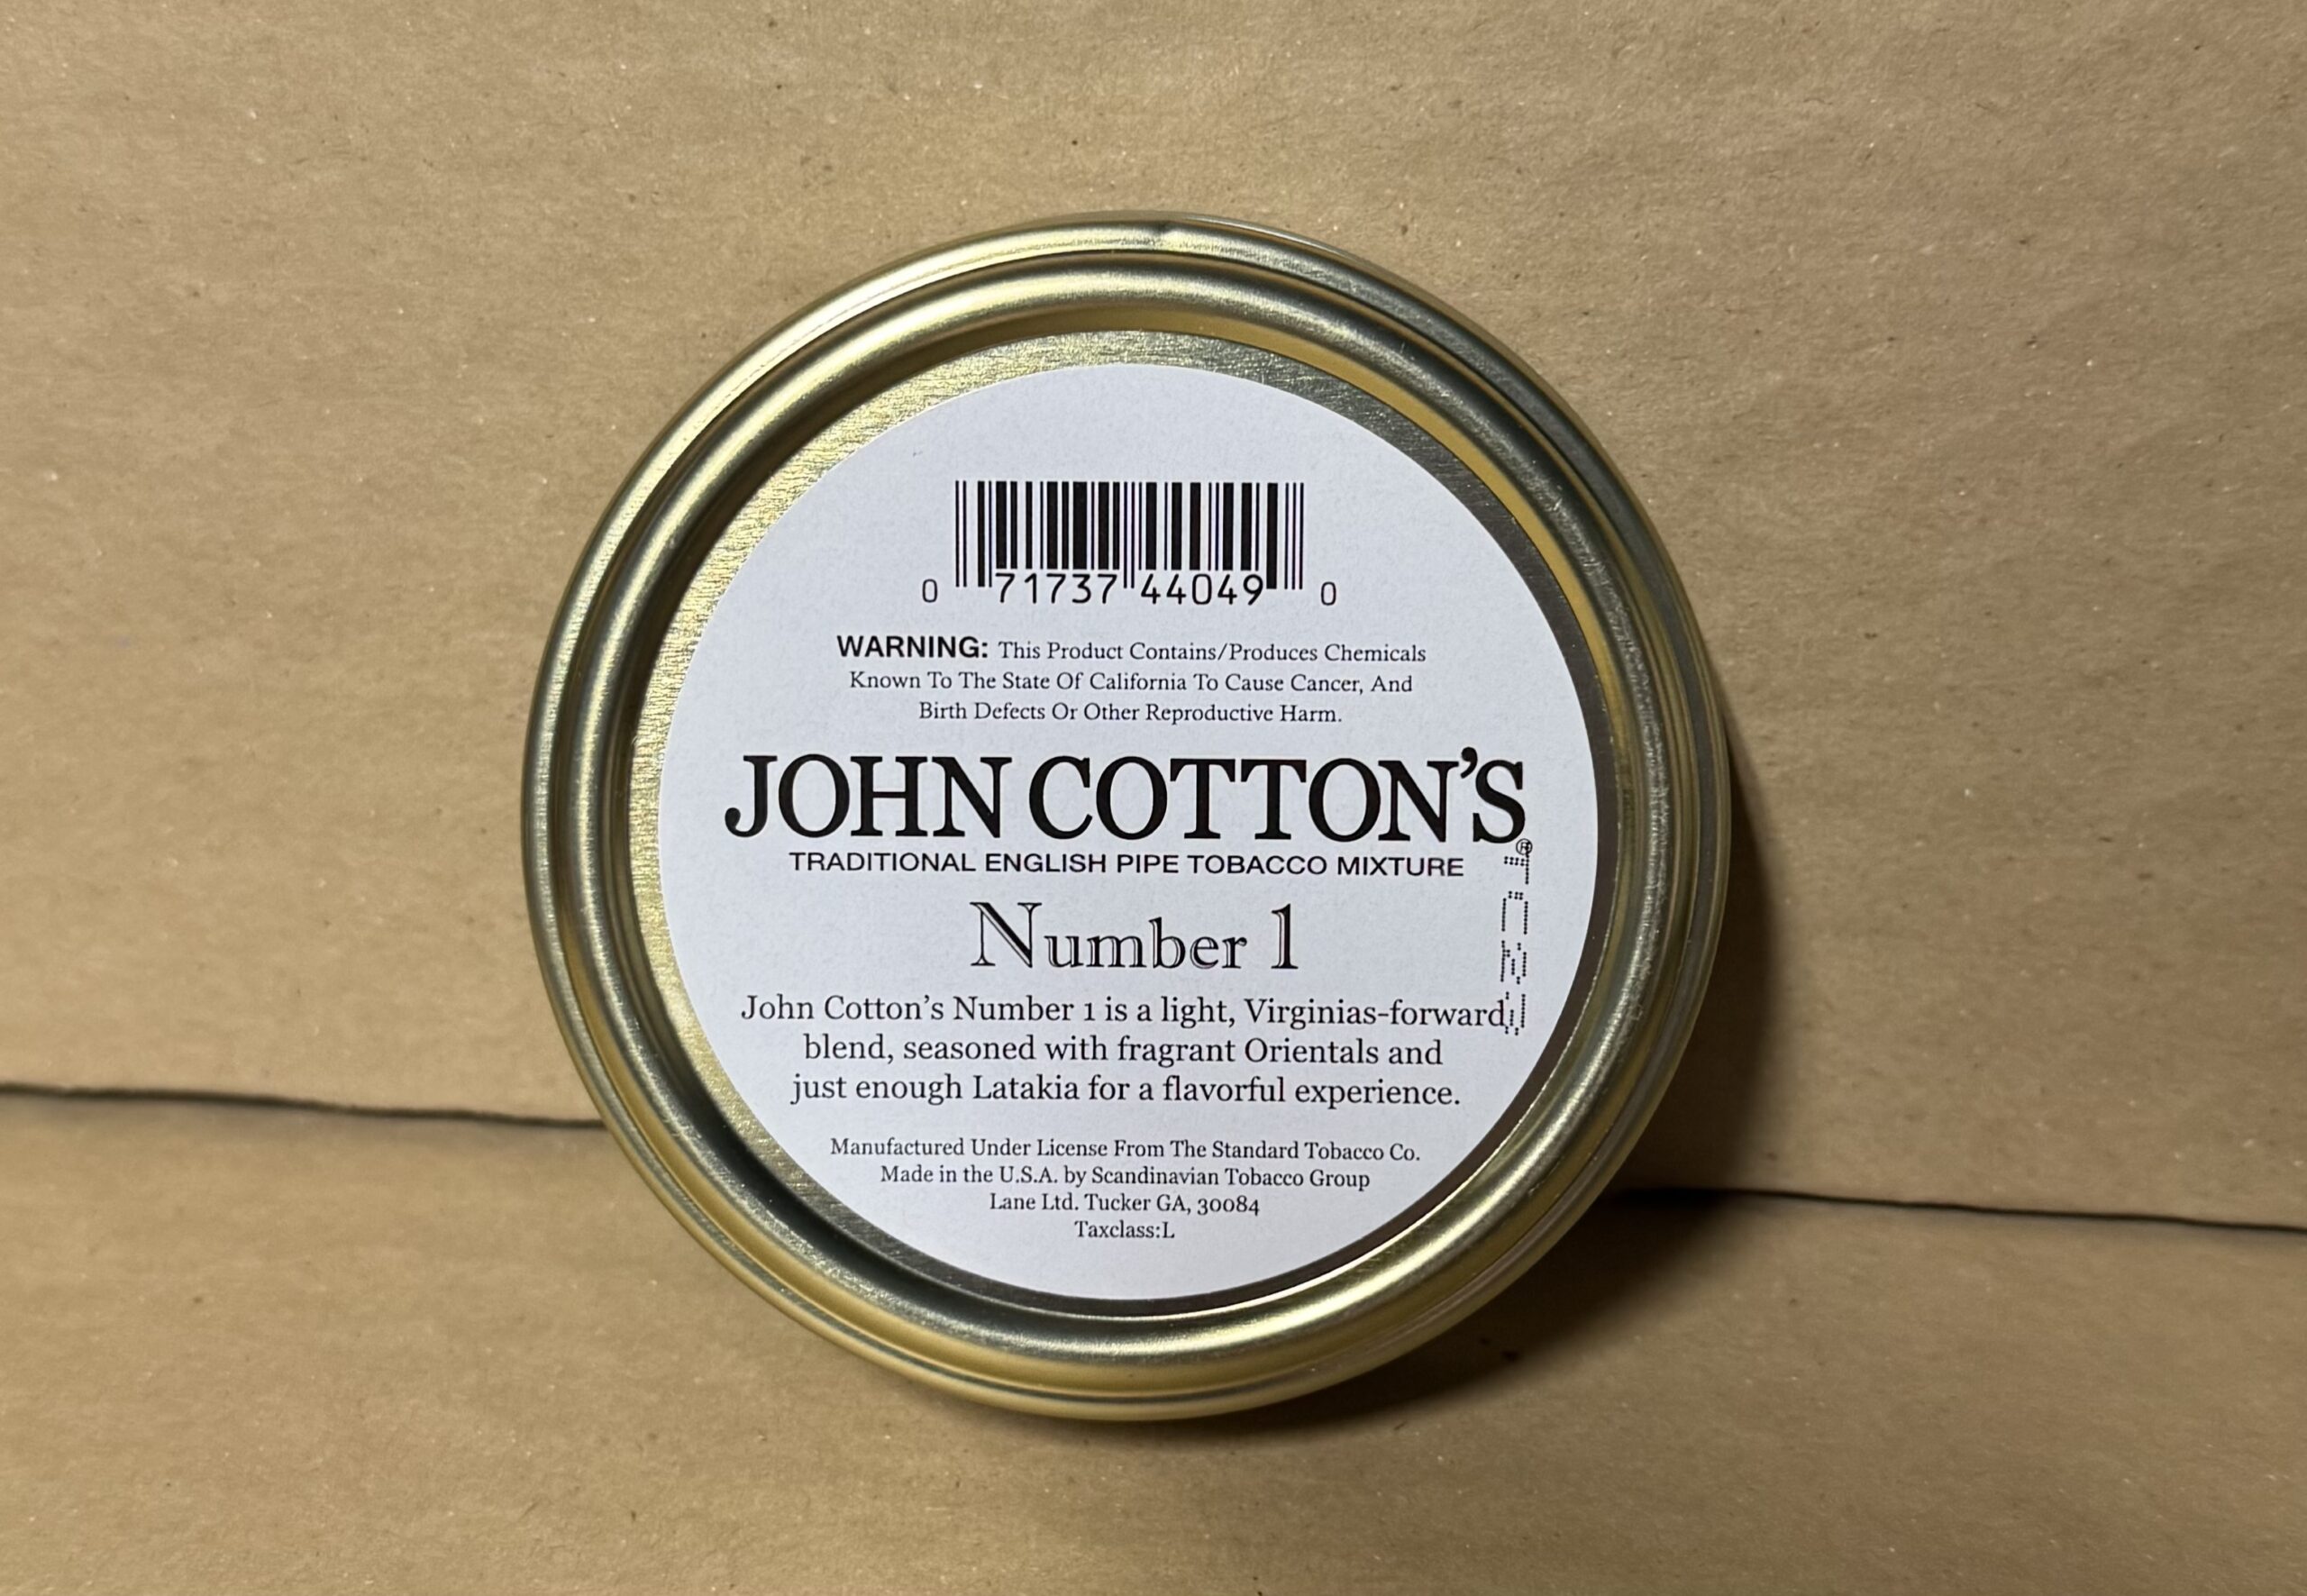 0 71737 44049 0
WARNING: This Product Contains/Produces Chemicals
Known To The State Of California To Cause Cancer, And
Birth Defects Or Other Reproductive Harm.
JOHN COTTON'S®
TRADITIONAL ENGLISH PIPE TOBACCO MIXTURE
Number 1
John Cotton's Number 1 is a light, Virginias-forward
blend, seasoned with fragrant Orientals and
just enough Latakia for a flavorful experience.
Manufactured Under License From The Standard Tobacco Co.
Made in the U.S.A. by Scandinavian Tobacco Group
Lane Ltd. Tucker GA, 30084
Taxclass:L